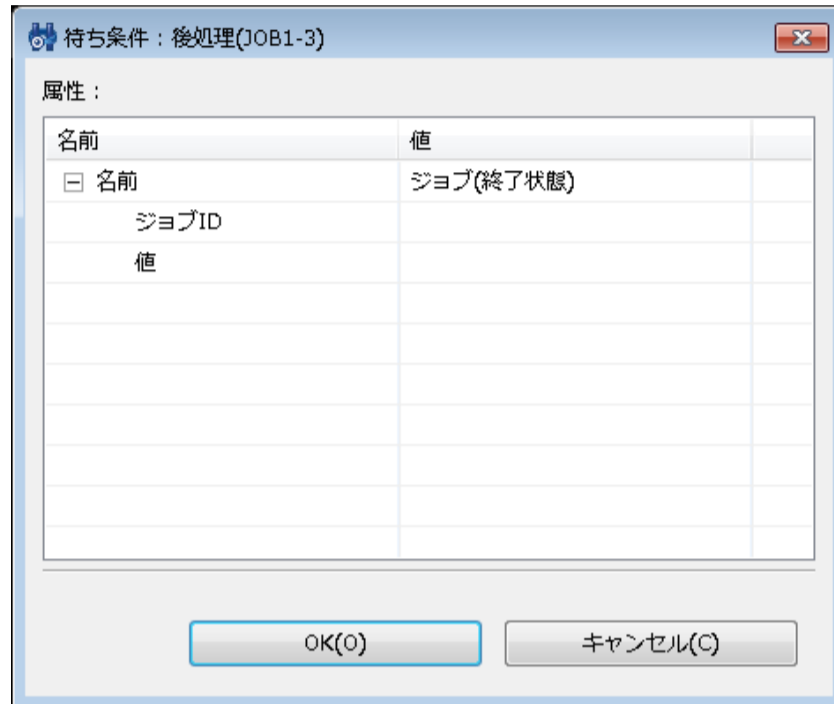 待ち条件：後処理(JOB1-3)
属性：
名前 値
名前 ジョブ(終了状態)
ジョブID
値
OK(O) キャンセル(C)